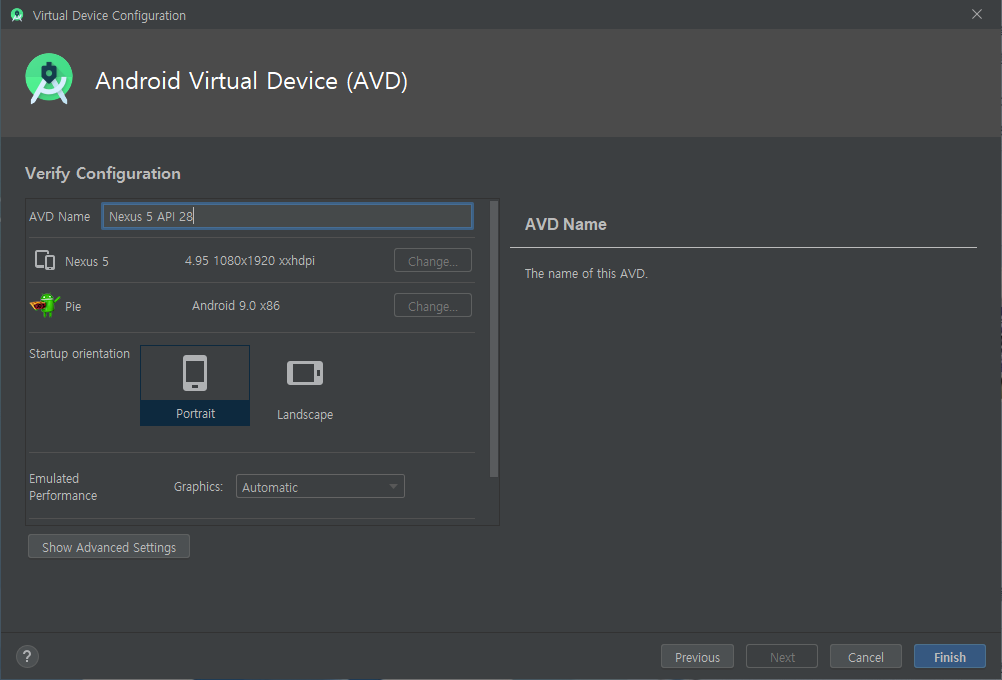 Virtual Device Configuration
Android Virtual Device (AVD)
Verify Configuration
AVD Name Nexus 5 API 28
Nexus 5 4.95 1080x1920 xxhdpi Change...
Pie Android 9.0 x86 Change...
Startup orientation
Portrait
Landscape
Emulated
Performance
Graphics: Automatic
Show Advanced Settings
AVD Name
The name of this AVD.
? Previous Next Cancel Finish